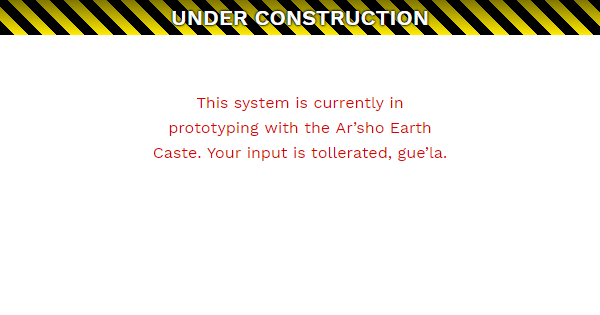 UNDER CONSTRUCTION
This system is currently in
prototyping with the Ar’sho Earth
Caste. Your input is tollerated, gue’la.